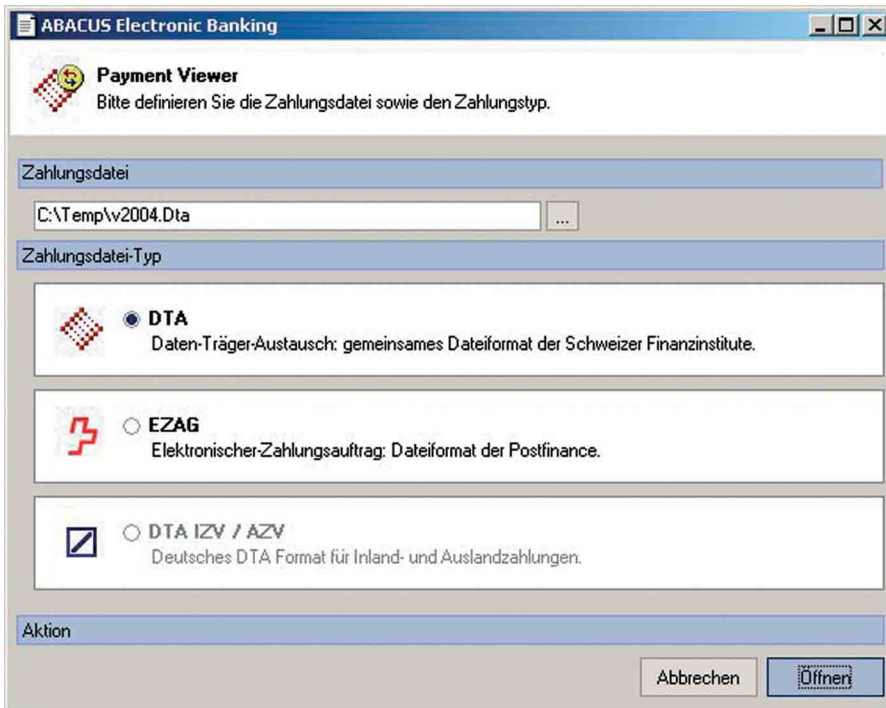 ABACUS Electronic Banking
Payment Viewer
Bitte definieren Sie die Zahlungsdatei sowie den Zahlungstyp.
Zahlungsdatei
C:\Temp\v2004.Dta
...
Zahlungsdatei-Typ
DTA
Daten-Träger-Austausch: gemeinsames Dateiformat der Schweizer Finanzinstitute.
EZAG
Elektronischer-Zahlungsauftrag: Dateiformat der Postfinance.
DTA IZV / AZV
Deutsches DTA Format für Inland- und Auslandzahlungen.
Aktion
Abbrechen
Öffnen